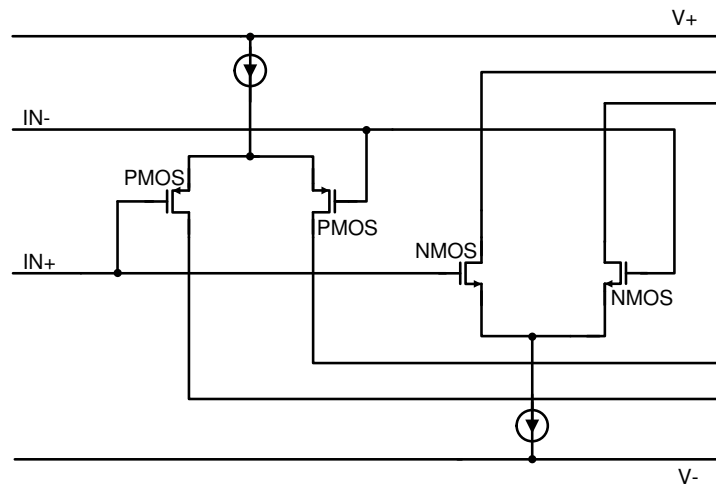 V+
IN-
PMOS
PMOS
NMOS
IN+
NMOS
V-